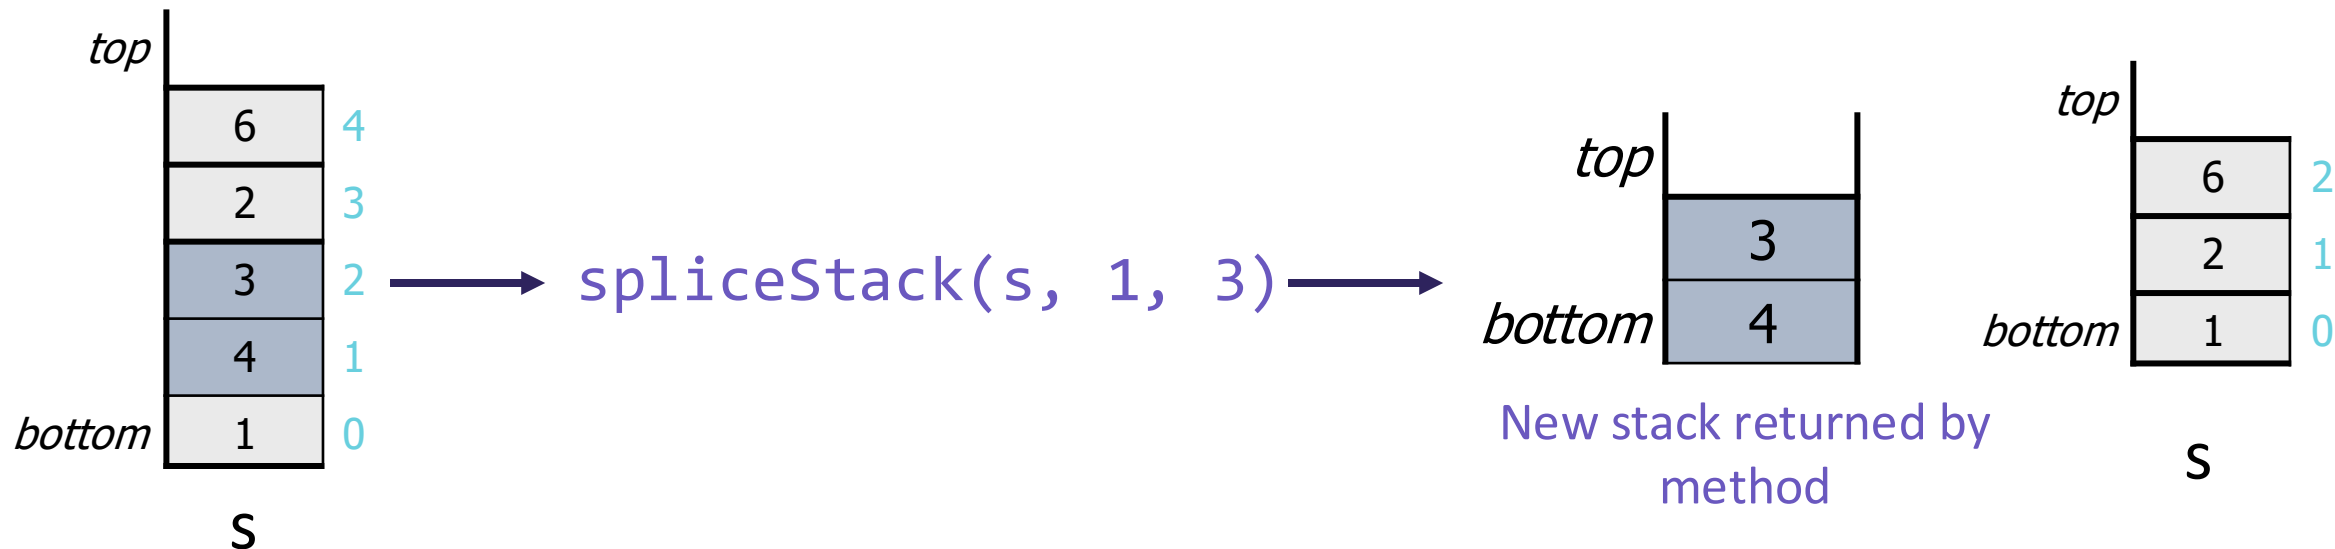 top
6 4
2 3
3 2
4 1
bottom 1 0
s
spliceStack(s, 1, 3)
top
3
bottom 4
New stack returned by
method
top
6 2
2 1
bottom 1 0
s